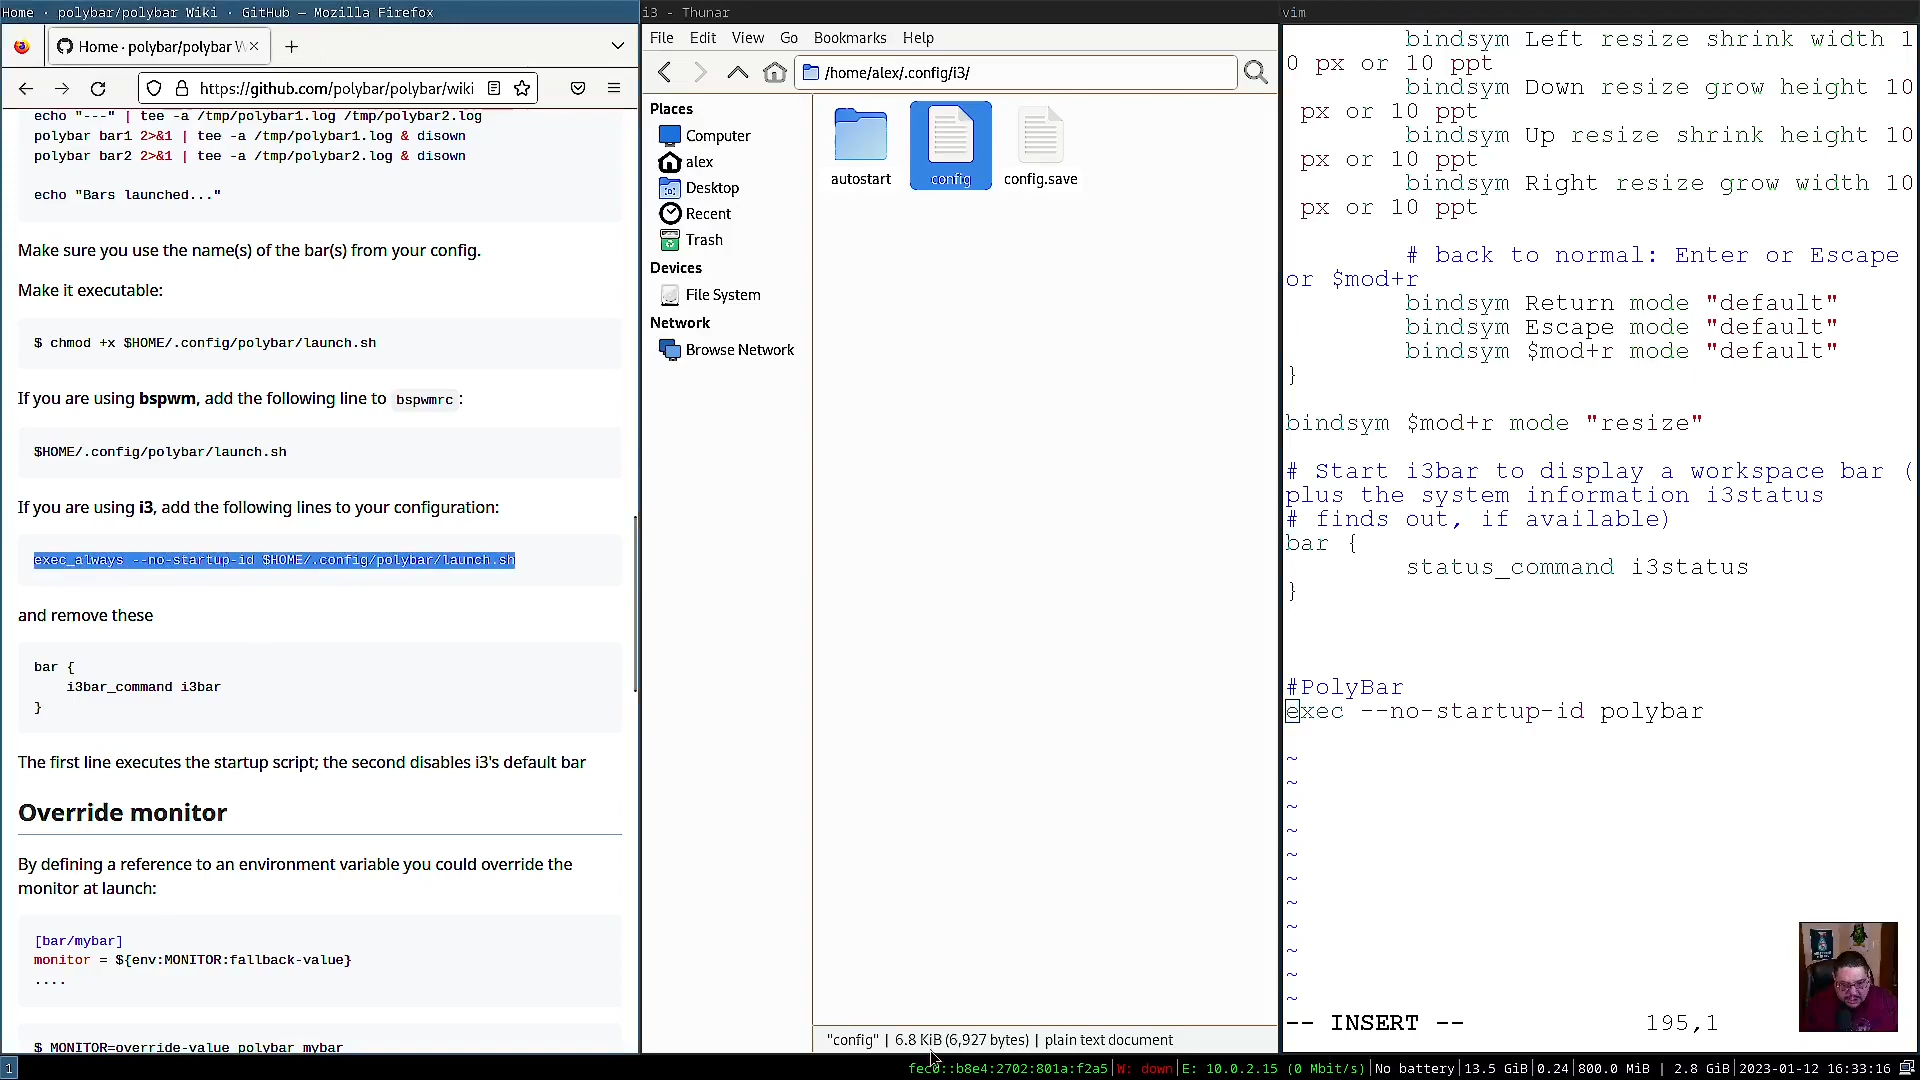 Home · polybar/polybar Wiki · GitHub — Mozilla Firefox
Home · polybar/polybar W
https://github.com/polybar/polybar/wiki
echo "---" | tee -a /tmp/polybar1.log /tmp/polybar2.log
polybar bar1 2>&1 | tee -a /tmp/polybar1.log & disown
polybar bar2 2>&1 | tee -a /tmp/polybar2.log & disown
echo "Bars launched..."
Make sure you use the name(s) of the bar(s) from your config.
Make it executable:
$ chmod +x $HOME/.config/polybar/launch.sh
If you are using bspwm, add the following line to bspwmrc :
$HOME/.config/polybar/launch.sh
If you are using i3, add the following lines to your configuration:
exec_always --no-startup-id $HOME/.config/polybar/launch.sh
and remove these
bar {
i3bar_command i3bar
}
The first line executes the startup script; the second disables i3's default bar
Override monitor
By defining a reference to an environment variable you could override the
monitor at launch:
[bar/mybar]
monitor = ${env:MONITOR:fallback-value}
....
$ MONITOR=override-value polybar mybar
i3 - Thunar
File Edit View Go Bookmarks Help
/home/alex/.config/i3/
Places
Computer
alex
Desktop
Recent
Trash
Devices
File System
Network
Browse Network
autostart
config
config.save
"config" | 6.8 KiB (6,927 bytes) | plain text document
vim
bindsym Left resize shrink width 1
0 px or 10 ppt
bindsym Down resize grow height 10
px or 10 ppt
bindsym Up resize shrink height 10
px or 10 ppt
bindsym Right resize grow width 10
px or 10 ppt
# back to normal: Enter or Escape
or $mod+r
bindsym Return mode "default"
bindsym Escape mode "default"
bindsym $mod+r mode "default"
}
bindsym $mod+r mode "resize"
# Start i3bar to display a workspace bar (
plus the system information i3status
# finds out, if available)
bar {
status_command i3status
}
#PolyBar
exec --no-startup-id polybar
~
~
~
~
~
~
~
~
~
~
~
-- INSERT -- 195,1
1
fec0::b8e4:2702:801a:f2a5|W: down|E: 10.0.2.15 (0 Mbit/s)|No battery|13.5 GiB|0.24|800.0 MiB | 2.8 GiB|2023-01-12 16:33:16